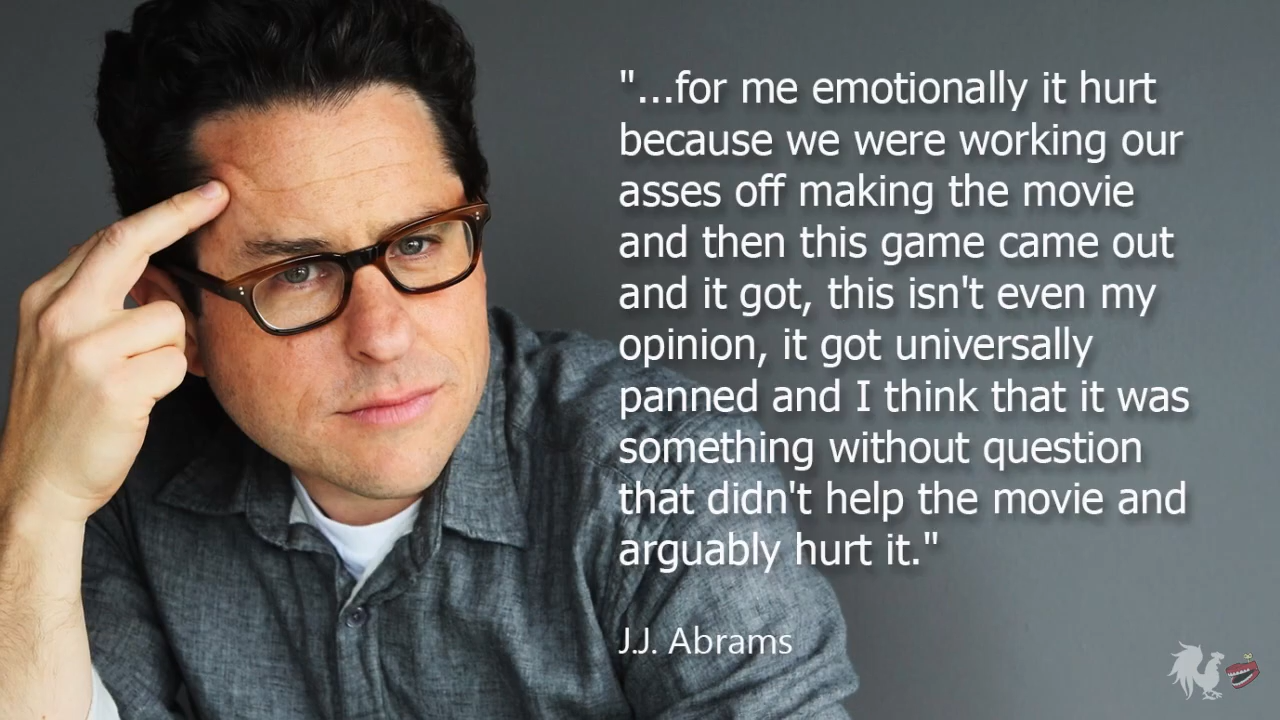 "...for me emotionally it hurt
because we were working our
asses off making the movie
and then this game came out
and it got, this isn't even my
opinion, it got universally
panned and I think that it was
something without question
that didn't help the movie and
arguably hurt it."
J.J. Abrams